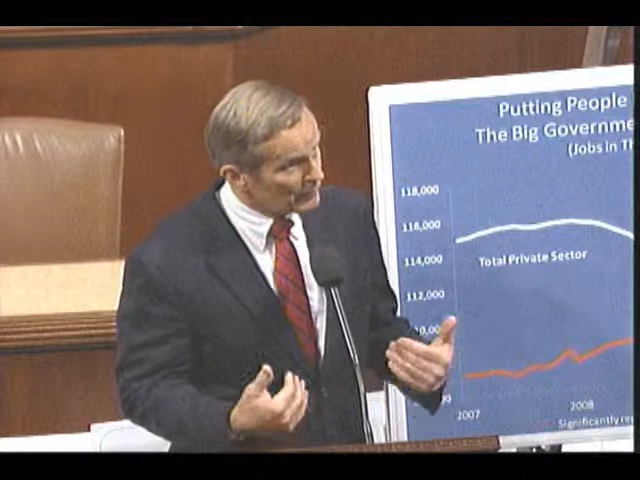 Putting People
The Big Governme
(Jobs in Th
118,000
116,000
114,000
Total Private Sector
112,000
2007
2008
Significantly re